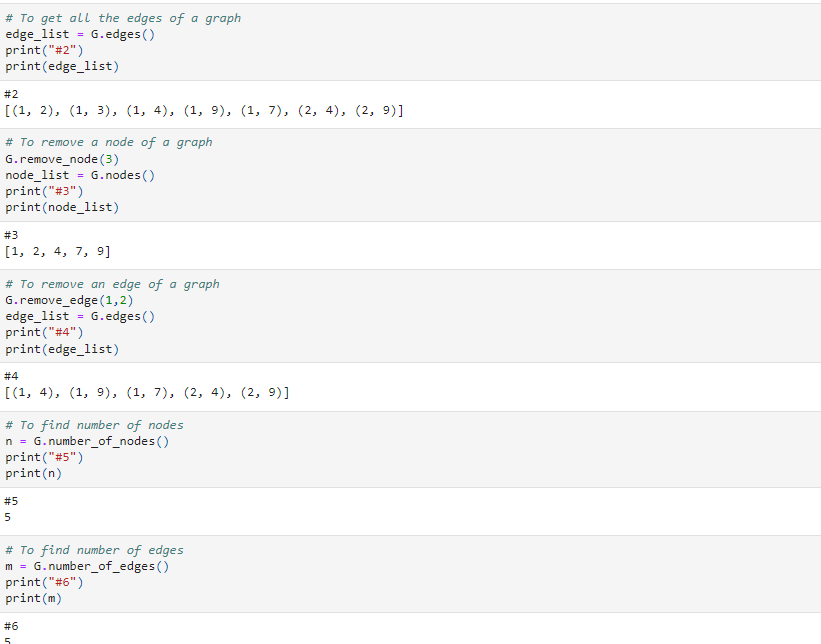 # To get all the edges of a graph
edge_list = G.edges()
print("#2")
print(edge_list)
#2
[(1, 2), (1, 3), (1, 4), (1, 9), (1, 7), (2, 4), (2, 9)]
# To remove a node of a graph
G.remove_node(3)
node_list = G.nodes()
print("#3")
print(node_list)
#3
[1, 2, 4, 7, 9]
# To remove an edge of a graph
G.remove_edge(1,2)
edge_list = G.edges()
print("#4")
print(edge_list)
#4
[(1, 4), (1, 9), (1, 7), (2, 4), (2, 9)]
# To find number of nodes
n = G.number_of_nodes()
print("#5")
print(n)
#5
5
# To find number of edges
m = G.number_of_edges()
print("#6")
print(m)
#6
5